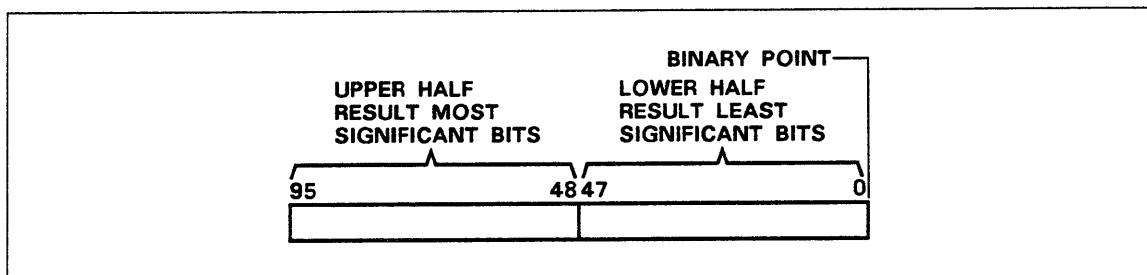 BINARY POINT
UPPER HALF
RESULT MOST
SIGNIFICANT BITS
LOWER HALF
RESULT LEAST
SIGNIFICANT BITS
95 48 47 0